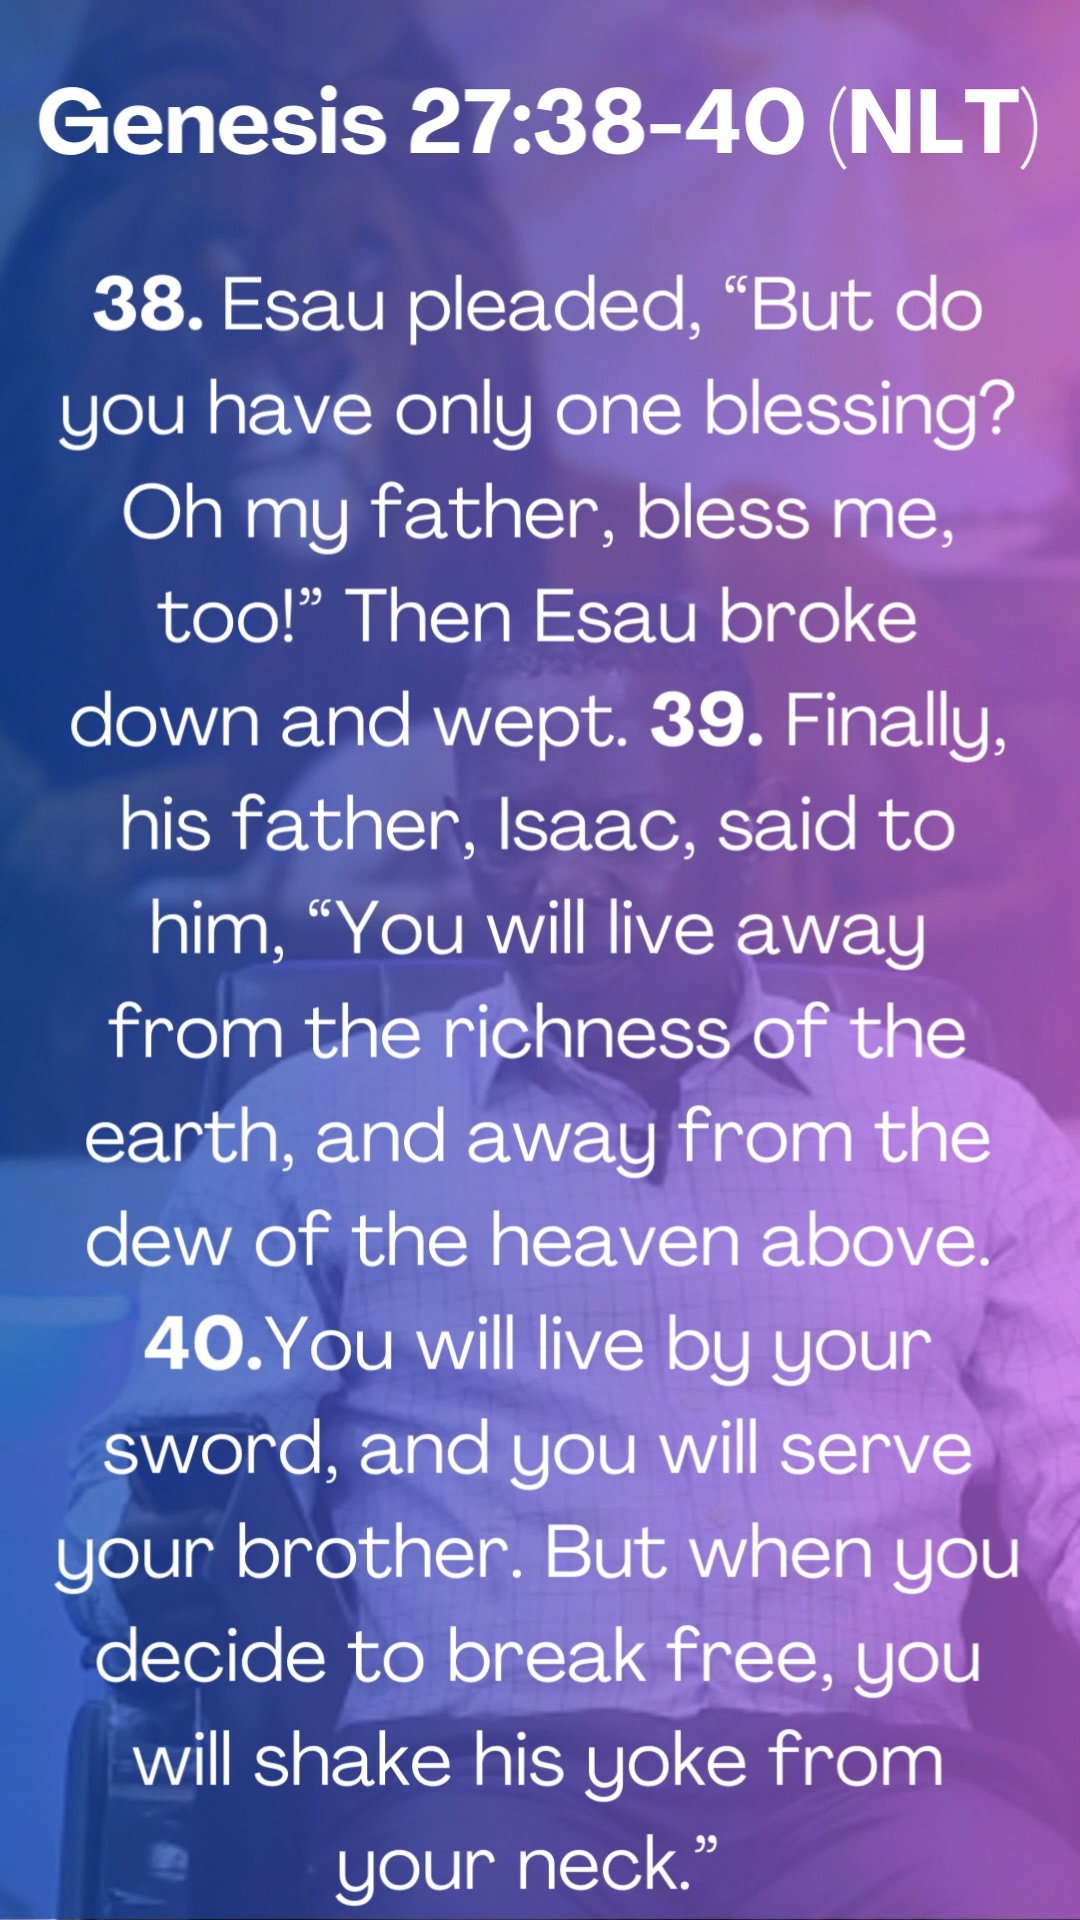 Genesis 27:38-40 (NLT)
38. Esau pleaded, “But do
you have only one blessing?
Oh my father, bless me,
too!” Then Esau broke
down and wept. 39. Finally,
his father, Isaac, said to
him, “You will live away
from the richness of the
earth, and away from the
dew of the heaven above.
40.You will live by your
sword, and you will serve
your brother. But when you
decide to break free, you
will shake his yoke from
your neck.”